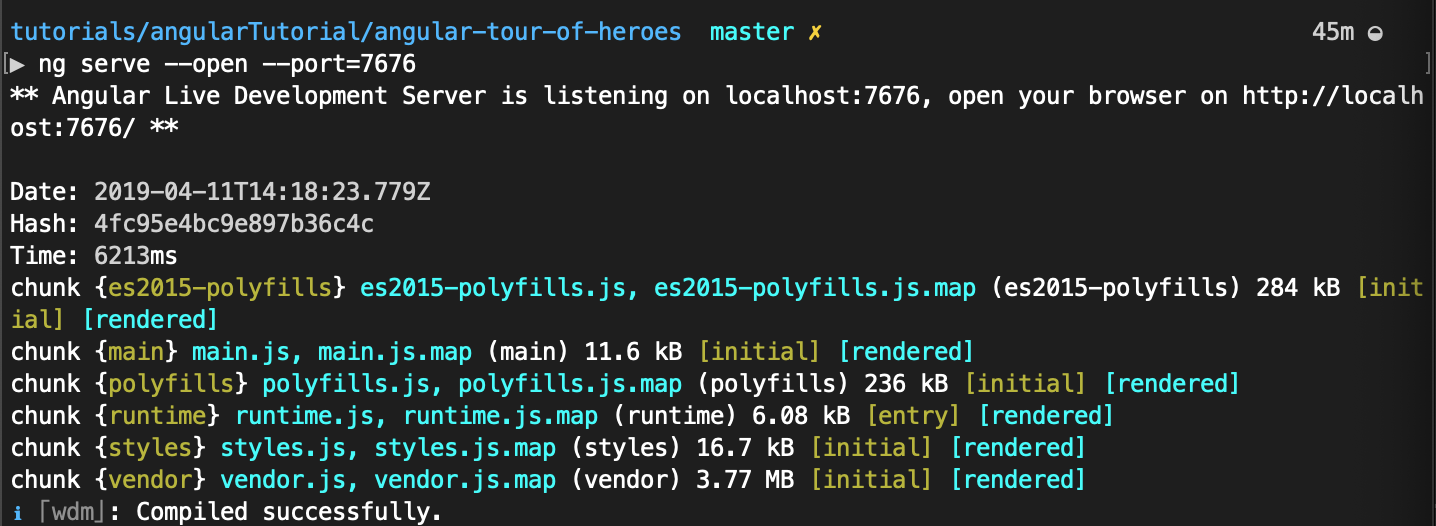 tutorials/angularTutorial/angular-tour-of-heroes  master ✗ 45m ◒
[▶ ng serve --open --port=7676 ]
** Angular Live Development Server is listening on localhost:7676, open your browser on http://localh
ost:7676/ **
Date: 2019-04-11T14:18:23.779Z
Hash: 4fc95e4bc9e897b36c4c
Time: 6213ms
chunk {es2015-polyfills} es2015-polyfills.js, es2015-polyfills.js.map (es2015-polyfills) 284 kB [init
ial] [rendered]
chunk {main} main.js, main.js.map (main) 11.6 kB [initial] [rendered]
chunk {polyfills} polyfills.js, polyfills.js.map (polyfills) 236 kB [initial] [rendered]
chunk {runtime} runtime.js, runtime.js.map (runtime) 6.08 kB [entry] [rendered]
chunk {styles} styles.js, styles.js.map (styles) 16.7 kB [initial] [rendered]
chunk {vendor} vendor.js, vendor.js.map (vendor) 3.77 MB [initial] [rendered]
ℹ ｢wdm｣: Compiled successfully.